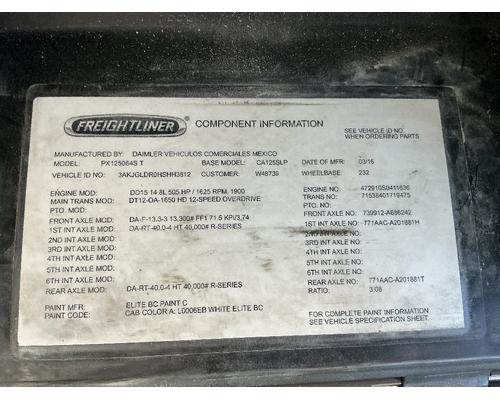 FREIGHTLINER COMPONENT INFORMATION
SEE VEHICLE ID NO.
WHEN ORDERING PARTS
MANUFACTURED BY: DAIMLER VEHICULOS COMERCIALES MEXICO
MODEL: PX125064S T BASE MODEL: CA125SLP DATE OF MFR: 03/16
VEHICLE ID NO: 3AKJGLDR0HSHH3812 CUSTOMER: W48739 WHEELBASE: 232
ENGINE MOD: DD15 14.8L 505 HP / 1625 RPM, 1900 ENGINE NO: 472910S0411636
MAIN TRANS MOD: DT12-OA-1650 HD 12-SPEED OVERDRIVE MAIN TRANS NO: 71538401719475
PTO. MOD: PTO. NO:
FRONT AXLE MOD: DA-F-13.3-3 13,300# FF1 71.5 KPI/3.74 FRONT AXLE NO: 739912-A686242
1ST INT AXLE MOD: DA-RT-40.0-4 HT 40,000# R-SERIES 1ST INT AXLE NO: 771AAC-A201881H
2ND INT AXLE MOD: 2ND INT AXLE NO:
3RD INT AXLE MOD: 3RD INT AXLE NO:
4TH INT AXLE MOD: 4TH INT AXLE NO:
5TH INT AXLE MOD: 5TH INT AXLE NO:
6TH INT AXLE MOD: 6TH INT AXLE NO:
REAR AXLE MOD: DA-RT-40.0-4 HT 40,000# R-SERIES REAR AXLE NO: 771AAC-A201881T
RATIO: 3:08
PAINT MFR: ELITE BC PAINT C
PAINT CODE: CAB COLOR A: L0006EB WHITE ELITE BC
FOR COMPLETE PAINT INFORMATION
SEE VEHICLE SPECIFICATION SHEET.